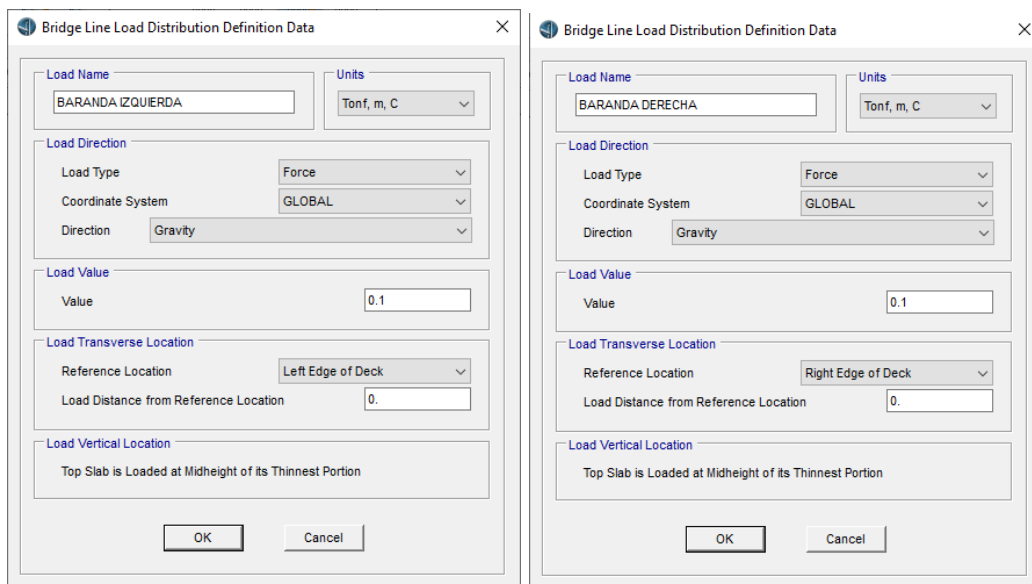 Bridge Line Load Distribution Definition Data
Load Name
BARANDA IZQUIERDA
Units
Tonf, m, C
Load Direction
Load Type
Force
Coordinate System
GLOBAL
Direction
Gravity
Load Value
Value
0.1
Load Transverse Location
Reference Location
Left Edge of Deck
Load Distance from Reference Location
0.
Load Vertical Location
Top Slab is Loaded at Midheight of its Thinnest Portion
OK
Cancel
Bridge Line Load Distribution Definition Data
Load Name
BARANDA DERECHA
Units
Tonf, m, C
Load Direction
Load Type
Force
Coordinate System
GLOBAL
Direction
Gravity
Load Value
Value
0.1
Load Transverse Location
Reference Location
Right Edge of Deck
Load Distance from Reference Location
0.
Load Vertical Location
Top Slab is Loaded at Midheight of its Thinnest Portion
OK
Cancel